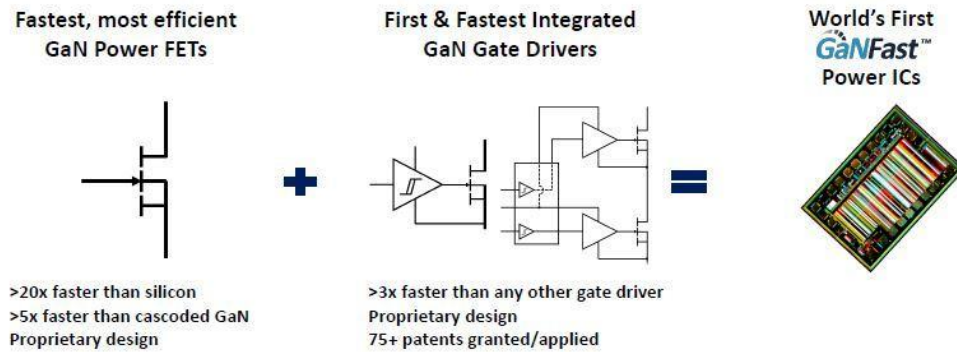 Fastest, most efficient
GaN Power FETs
First & Fastest Integrated
GaN Gate Drivers
World's First
GaNFast™
Power ICs
>20x faster than silicon
>5x faster than cascoded GaN
Proprietary design
>3x faster than any other gate driver
Proprietary design
75+ patents granted/applied